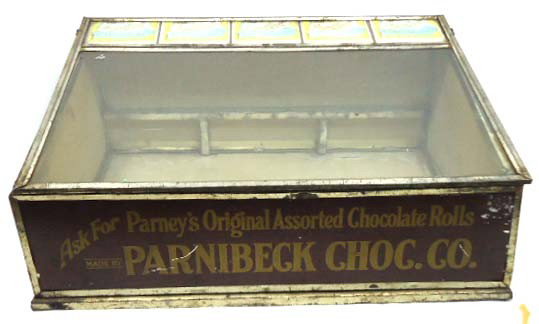 Ask For
Parney's Original Assorted Chocolate Rolls
MADE BY
PARNIBECK CHOC. CO.